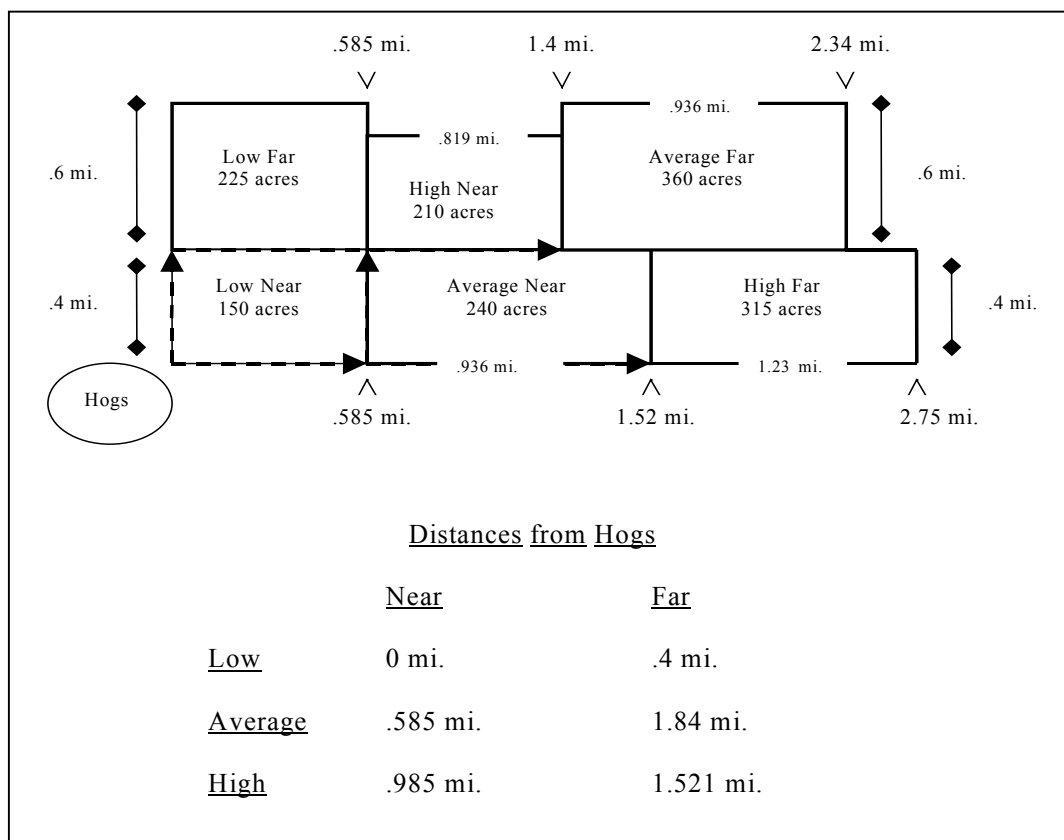 .585 mi. 1.4 mi. 2.34 mi.
.936 mi.
.819 mi.
Low Far
225 acres
Average Far
360 acres
.6 mi.
.6 mi.
High Near
210 acres
Low Near
150 acres
Average Near
240 acres
High Far
315 acres
.4 mi.
.4 mi.
.936 mi.
1.23 mi.
Hogs
.585 mi. 1.52 mi. 2.75 mi.
Distances from Hogs
Near Far
Low 0 mi. .4 mi.
Average .585 mi. 1.84 mi.
High .985 mi. 1.521 mi.